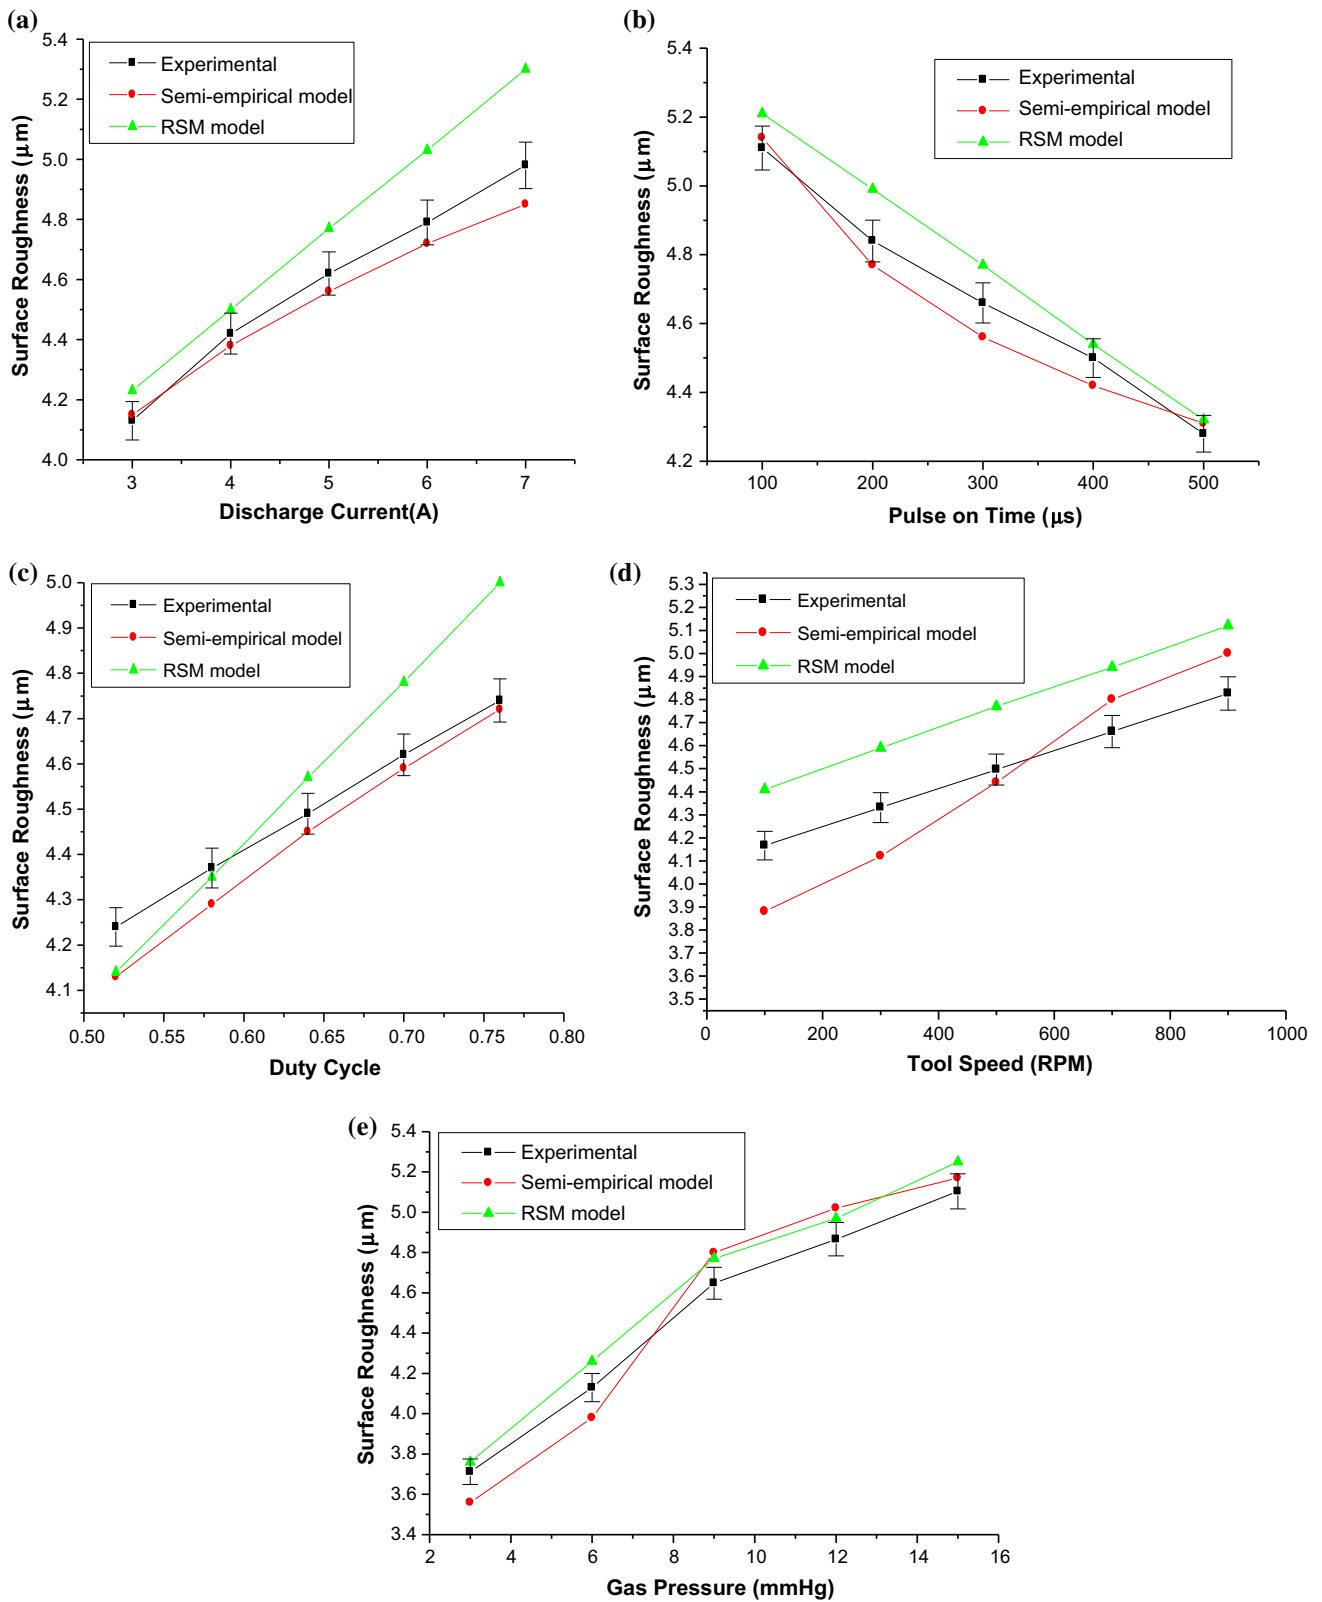 (a)
5.4
5.2
5.0
4.8
4.6
4.4
4.2
4.0
Surface Roughness (μm)
Experimental
Semi-empirical model
RSM model
3 4 5 6 7
Discharge Current(A)
(b)
5.4
5.2
5.0
4.8
4.6
4.4
4.2
Surface Roughness (μm)
Experimental
Semi-empirical model
RSM model
100 200 300 400 500
Pulse on Time (μs)
(c)
5.0
4.9
4.8
4.7
4.6
4.5
4.4
4.3
4.2
4.1
Surface Roughness (μm)
Experimental
Semi-empirical model
RSM model
0.50 0.55 0.60 0.65 0.70 0.75 0.80
Duty Cycle
(d)
5.3
5.2
5.1
5.0
4.9
4.8
4.7
4.6
4.5
4.4
4.3
4.2
4.1
4.0
3.9
3.8
3.7
3.6
3.5
Surface Roughness (μm)
Experimental
Semi-empirical model
RSM model
0 200 400 600 800 1000
Tool Speed (RPM)
(e)
5.4
5.2
5.0
4.8
4.6
4.4
4.2
4.0
3.8
3.6
3.4
Surface Roughness (μm)
Experimental
Semi-empirical model
RSM model
2 4 6 8 10 12 14 16
Gas Pressure (mmHg)